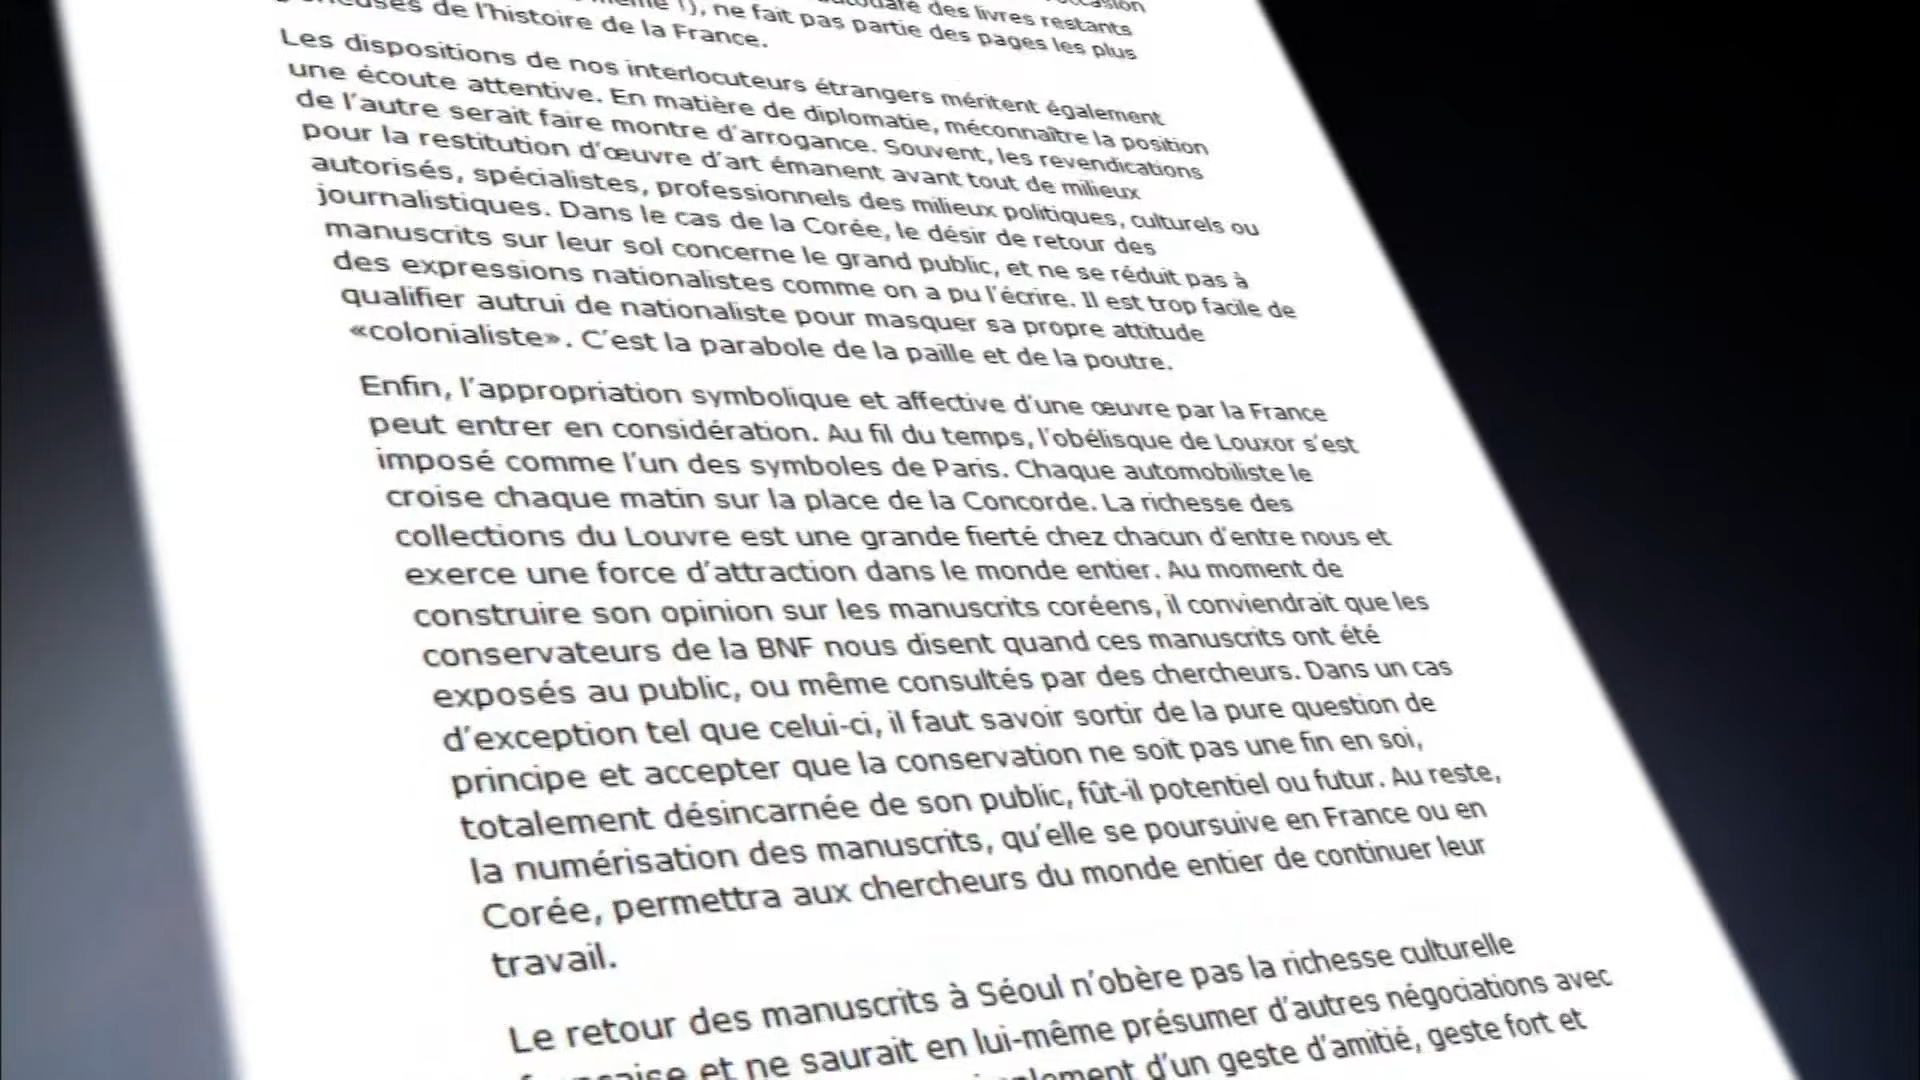 des livres restants
de l'histoire de la France.
ne fait pas partie des pages les plus
Les dispositions de nos interlocuteurs étrangers méritent également
une écoute attentive. En matière de diplomatie, méconnaître la position
de l'autre serait faire montre d'arrogance. Souvent, les revendications
pour la restitution d'œuvre d'art émanent avant tout de milieux
autorisés, spécialistes, professionnels des milieux politiques, culturels ou
journalistiques. Dans le cas de la Corée, le désir de retour des
manuscrits sur leur sol concerne le grand public, et ne se réduit pas à
des expressions nationalistes comme on a pu l'écrire. Il est trop facile de
qualifier autrui de nationaliste pour masquer sa propre attitude
«colonialiste». C'est la parabole de la paille et de la poutre.
Enfin, l'appropriation symbolique et affective d'une œuvre par la France
peut entrer en considération. Au fil du temps, l'obélisque de Louxor s'est
imposé comme l'un des symboles de Paris. Chaque automobiliste le
croise chaque matin sur la place de la Concorde. La richesse des
collections du Louvre est une grande fierté chez chacun d'entre nous et
exerce une force d'attraction dans le monde entier. Au moment de
construire son opinion sur les manuscrits coréens, il conviendrait que les
conservateurs de la BNF nous disent quand ces manuscrits ont été
exposés au public, ou même consultés par des chercheurs. Dans un cas
d'exception tel que celui-ci, il faut savoir sortir de la pure question de
principe et accepter que la conservation ne soit pas une fin en soi,
totalement désincarnée de son public, fût-il potentiel ou futur. Au reste,
la numérisation des manuscrits, qu'elle se poursuive en France ou en
Corée, permettra aux chercheurs du monde entier de continuer leur
travail.
Le retour des manuscrits à Séoul n'obère pas la richesse culturelle
et ne saurait en lui-même présumer d'autres négociations avec
d'un geste d'amitié, geste fort et